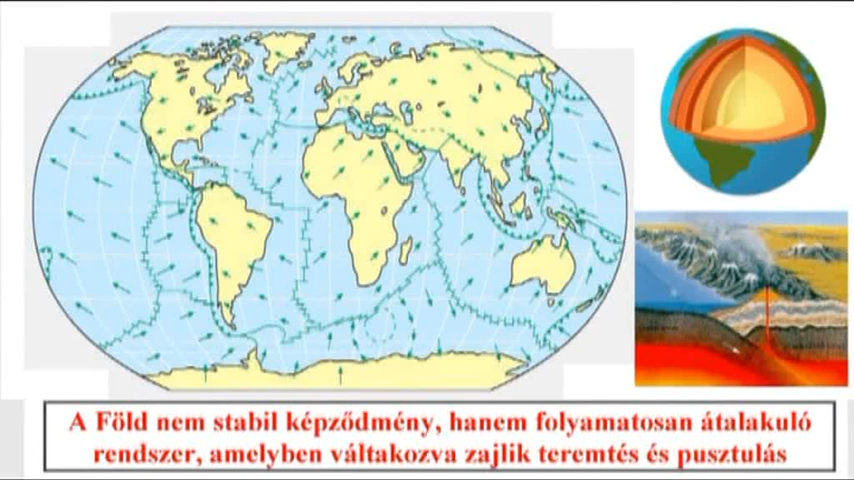 A Föld nem stabil képződmény, hanem folyamatosan átalakuló
rendszer, amelyben váltakozva zajlik teremtés és pusztulás